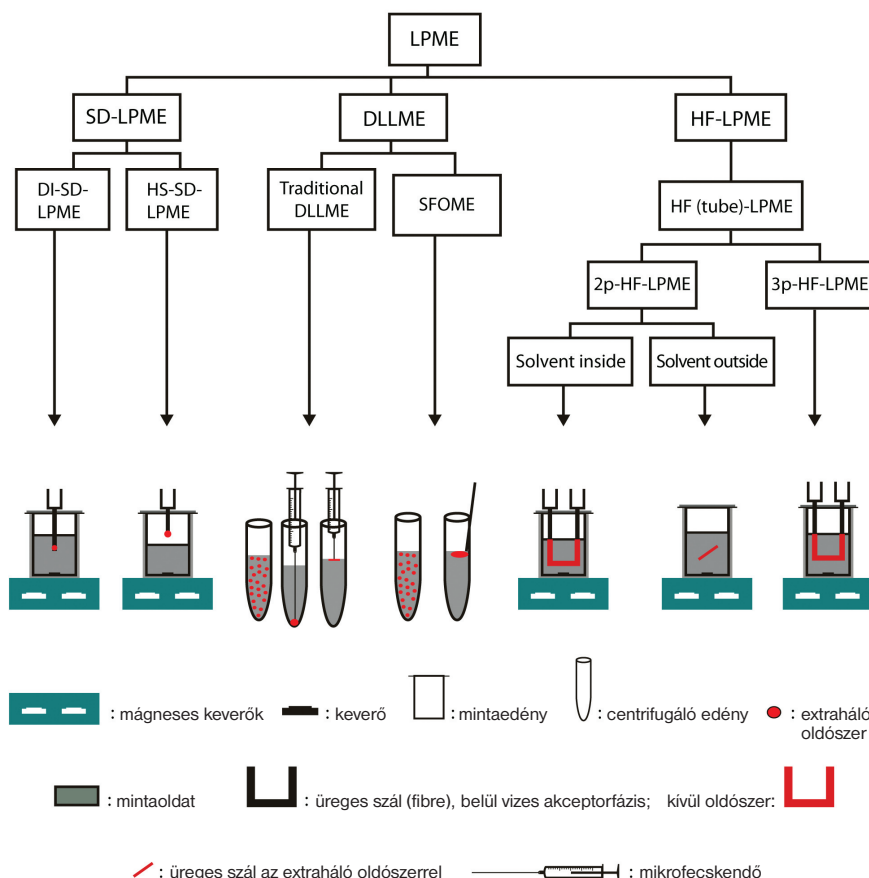 LPME
SD-LPME
DLLME
HF-LPME
DI-SD-
LPME
HS-SD-
LPME
Traditional
DLLME
SFOME
HF (tube)-LPME
2p-HF-LPME
3p-HF-LPME
Solvent inside
Solvent outside
: mágneses keverők
: keverő
: mintaedény
: centrifugáló edény
: extraháló
oldószer
: mintaoldat
: üreges szál (fibre), belül vizes akceptorfázis; kívül oldószer:
: üreges szál az extraháló oldószerrel
: mikrofecskendő